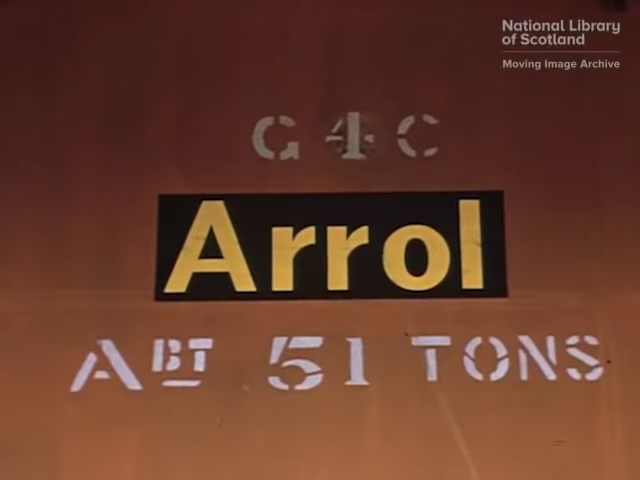 National Library
of Scotland
Moving Image Archive
G4C
Arrol
ABT 51 TONS